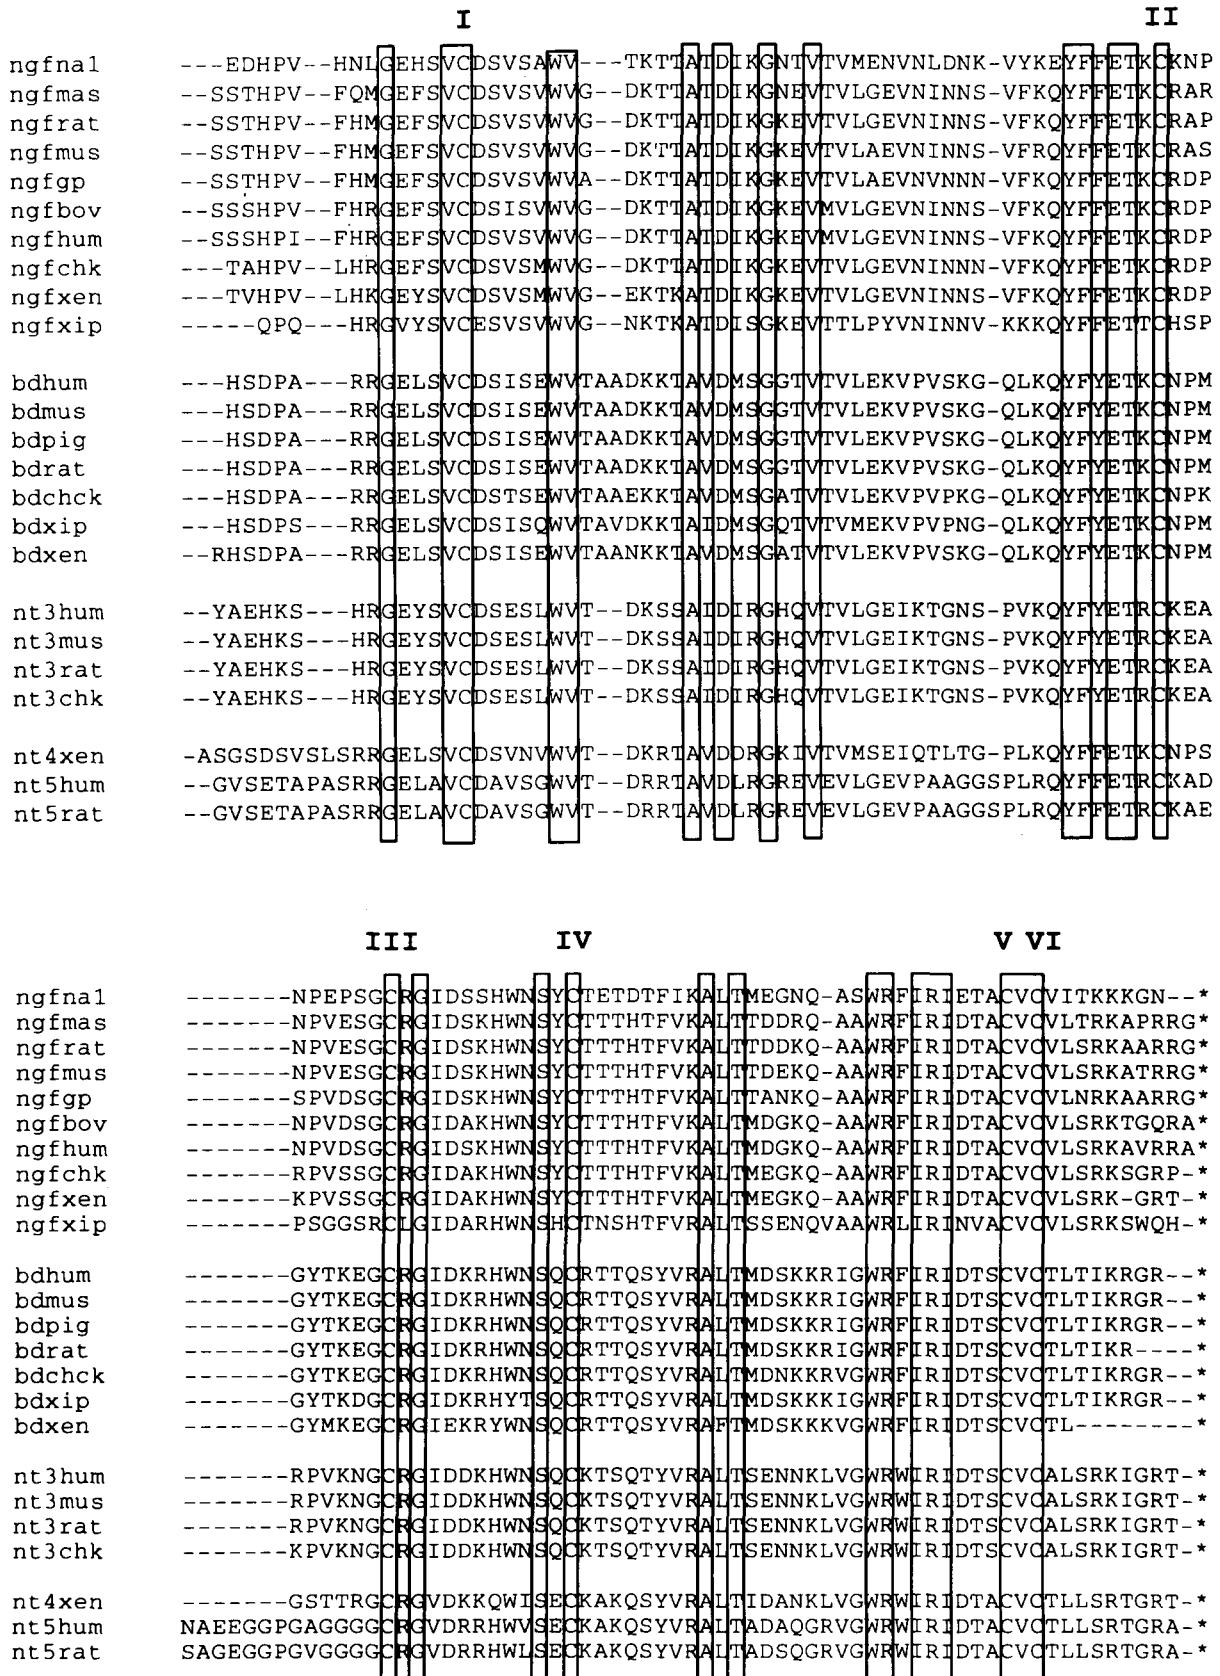 I II
ngfna1 ---EDHPV--HNLGEHSVCDSVSAWV---TKTTATDIKGNTVTVMENVNLDNK-VYKEYFFETKCKNP
ngfmas --SSTHPV--FQMGEFSVCDSVSVWVG--DKTTATDIKGNEVTVLGEVNINNS-VFKQYFFETKCRAR
ngfrat --SSTHPV--FHMGEFSVCDSVSVWVG--DKTTATDIKGKEVTVLGEVNINNS-VFKQYFFETKCRAP
ngfmus --SSTHPV--FHMGEFSVCDSVSVWVG--DKTTATDIKGKEVTVLAEVNINNS-VFRQYFFETKCRAS
ngfgp --SSTHPV--FHMGEFSVCDSVSVWVA--DKTTATDIKGKEVTVLAEVNVNNN-VFKQYFFETKCRDP
ngfbov --SSSHPV--FHRGEFSVCDSISVWVG--DKTTATDIKGKEVMVLGEVNINNS-VFKQYFFETKCRDP
ngfhum --SSSHPI--FHRGEFSVCDSVSVWVG--DKTTATDIKGKEVMVLGEVNINNS-VFKQYFFETKCRDP
ngfchk ---TAHPV--LHRGEFSVCDSVSMWVG--DKTTATDIKGKEVTVLGEVNINNN-VFKQYFFETKCRDP
ngfxen ---TVHPV--LHKGEYSVCDSVSMWVG--EKTKATDIKGKEVTVLGEVNINNS-VFKQYFFETKCRDP
ngfxip -----QPQ---HRGVYSVCESVSVWVG--NKTKATDISGKEVTTLPYVNINNV-KKKQYFFETTCHSP
bdhum ---HSDPA---RRGELSVCDSISEWVTAADKKTAVDMSGGTVTVLEKVPVSKG-QLKQYFYETKCNPM
bdmus ---HSDPA---RRGELSVCDSISEWVTAADKKTAVDMSGGTVTVLEKVPVSKG-QLKQYFYETKCNPM
bdpig ---HSDPA---RRGELSVCDSISEWVTAADKKTAVDMSGGTVTVLEKVPVSKG-QLKQYFYETKCNPM
bdrat ---HSDPA---RRGELSVCDSISEWVTAADKKTAVDMSGGTVTVLEKVPVSKG-QLKQYFYETKCNPM
bdchck ---HSDPA---RRGELSVCDSTSEWVTAAEKKTAVDMSGATVTVLEKVPVPKG-QLKQYFYETKCNPK
bdxip ---HSDPS---RRGELSVCDSISQWVTAVDKKTAIDMSGQTVTVMEKVPVPNG-QLKQYFYETKCNPM
bdxen --RHSDPA---RRGELSVCDSISEWVTAANKKTAVDMSGATVTVLEKVPVSKG-QLKQYFYETKCNPM
nt3hum --YAEHKS---HRGEYSVCDSESLWVT--DKSSAIDIRGHQVTVLGEIKTGNS-PVKQYFYETRCKEA
nt3mus --YAEHKS---HRGEYSVCDSESLWVT--DKSSAIDIRGHQVTVLGEIKTGNS-PVKQYFYETRCKEA
nt3rat --YAEHKS---HRGEYSVCDSESLWVT--DKSSAIDIRGHQVTVLGEIKTGNS-PVKQYFYETRCKEA
nt3chk --YAEHKS---HRGEYSVCDSESLWVT--DKSSAIDIRGHQVTVLGEIKTGNS-PVKQYFYETRCKEA
nt4xen -ASGSDSVSLSRRGELSVCDSVNVWVT--DKRTAVDDRGKIVTVMSEIQTLTG-PLKQYFFETKCNPS
nt5hum --GVSETAPASRRGELAVCDAVSGWVT--DRRTAVDLRGREVEVLGEVPAAGGSPLRQYFFETRCKAD
nt5rat --GVSETAPASRRGELAVCDAVSGWVT--DRRTAVDLRGREVEVLGEVPAAGGSPLRQYFFETRCKAE
III IV V VI
ngfna1 -------NPEPSGCRGIDSSHWNSYCTETDTFIKALTMEGNQ-ASWRFIRIETACVCVITKKKGN--*
ngfmas -------NPVESGCRGIDSKHWNSYCTTTHTFVKALTTDDRQ-AAWRFIRIDTACVCVLTRKAPRRG*
ngfrat -------NPVESGCRGIDSKHWNSYCTTTHTFVKALTTDDKQ-AAWRFIRIDTACVCVLSRKAARRG*
ngfmus -------NPVESGCRGIDSKHWNSYCTTTHTFVKALTTDEKQ-AAWRFIRIDTACVCVLSRKATRRG*
ngfgp -------SPVDSGCRGIDSKHWNSYCTTTHTFVKALTTANKQ-AAWRFIRIDTACVCVLNRKAARRG*
ngfbov -------NPVDSGCRGIDAKHWNSYCTTTHTFVKALTMDGKQ-AAWRFIRIDTACVCVLSRKTGQRA*
ngfhum -------NPVDSGCRGIDSKHWNSYCTTTHTFVKALTMDGKQ-AAWRFIRIDTACVCVLSRKAVRRA*
ngfchk -------RPVSSGCRGIDAKHWNSYCTTTHTFVKALTMEGKQ-AAWRFIRIDTACVCVLSRKSGRP-*
ngfxen -------KPVSSGCRGIDAKHWNSYCTTTHTFVKALTMEGKQ-AAWRFIRIDTACVCVLSRK-GRT-*
ngfxip -------PSGGSRCLGIDARHWNSHCTNSHTFVRALTSSENQVAAWRLIRINVACVCVLSRKSWQH-*
bdhum -------GYTKEGCRGIDKRHWNSQCRTTQSYVRALTMDSKKRIGWRFIRIDTSCVCTLTIKRGR--*
bdmus -------GYTKEGCRGIDKRHWNSQCRTTQSYVRALTMDSKKRIGWRFIRIDTSCVCTLTIKRGR--*
bdpig -------GYTKEGCRGIDKRHWNSQCRTTQSYVRALTMDSKKRIGWRFIRIDTSCVCTLTIKRGR--*
bdrat -------GYTKEGCRGIDKRHWNSQCRTTQSYVRALTMDSKKRIGWRFIRIDTSCVCTLTIKR----*
bdchck -------GYTKEGCRGIDKRHWNSQCRTTQSYVRALTMDNKKRVGWRFIRIDTSCVCTLTIKRGR--*
bdxip -------GYTKDGCRGIDKRHYTSQCRTTQSYVRALTMDSKKKIGWRFIRIDTSCVCTLTIKRGR--*
bdxen -------GYMKEGCRGIEKRYWNSQCRTTQSYVRAFTMDSKKKVGWRFIRIDTSCVCTL--------*
nt3hum -------RPVKNGCRGIDDKHWNSQCKTSQTYVRALTSENNKLVGWRWIRIDTSCVCALSRKIGRT-*
nt3mus -------RPVKNGCRGIDDKHWNSQCKTSQTYVRALTSENNKLVGWRWIRIDTSCVCALSRKIGRT-*
nt3rat -------RPVKNGCRGIDDKHWNSQCKTSQTYVRALTSENNKLVGWRWIRIDTSCVCALSRKIGRT-*
nt3chk -------KPVKNGCRGIDDKHWNSQCKTSQTYVRALTSENNKLVGWRWIRIDTSCVCALSRKIGRT-*
nt4xen -------GSTTRGCRGVDKKQWISECKAKQSYVRALTIDANKLVGWRWIRIDTACVCTLLSRTGRT-*
nt5hum NAEEGGPGAGGGGCRGVDRRHWVSECKAKQSYVRALTADAQGRVGWRWIRIDTACVCTLLSRTGRA-*
nt5rat SAGEGGPGVGGGGCRGVDRRHWLSECKAKQSYVRALTADSQGRVGWRWIRIDTACVCTLLSRTGRA-*